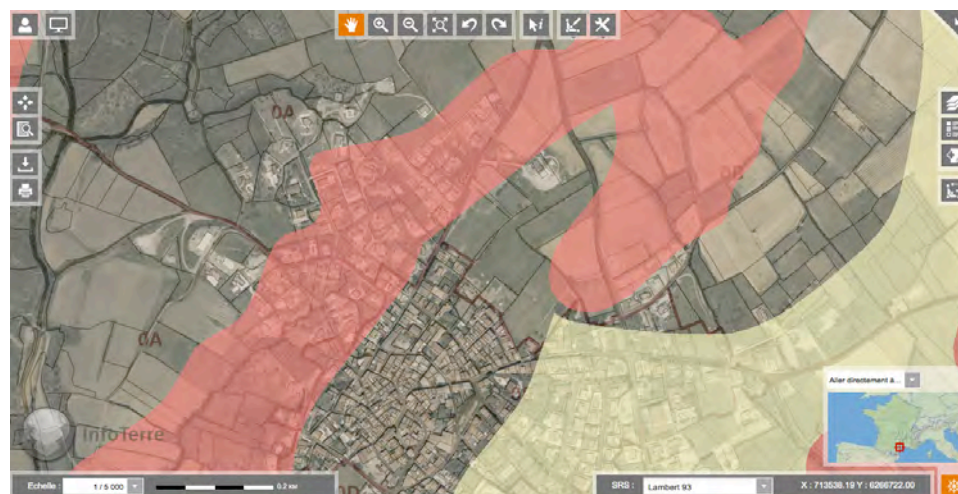 0A
0B
0A
Aller directement à...
InfoTerre
Echelle :
1 / 5 000
0.2 км
SRS :
Lambert 93
X : 713538.19 Y : 6266722.00